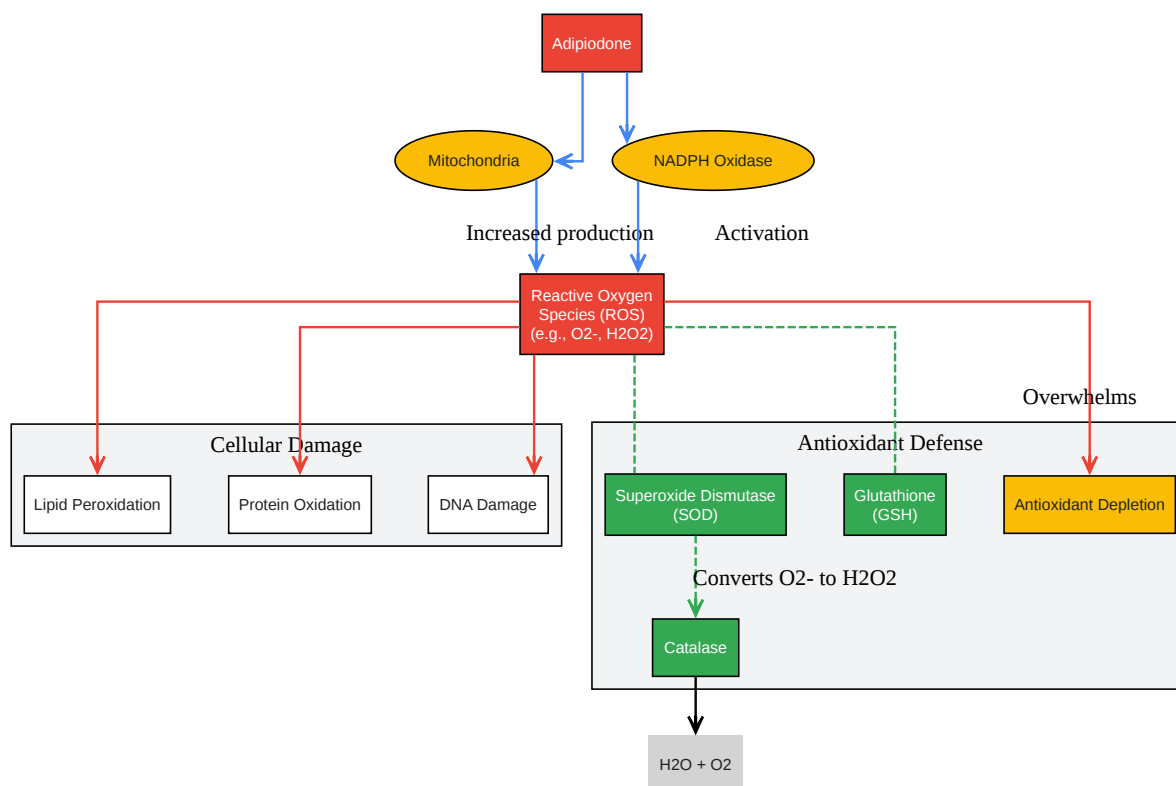 Adipiodone
Mitochondria
NADPH Oxidase
Increased production
Activation
Reactive Oxygen
Species (ROS)
(e.g., O2-, H2O2)
Overwhelms
Cellular Damage
Antioxidant Defense
Lipid Peroxidation
Protein Oxidation
DNA Damage
Superoxide Dismutase
(SOD)
Glutathione
(GSH)
Antioxidant Depletion
Converts O2- to H2O2
Catalase
H2O + O2